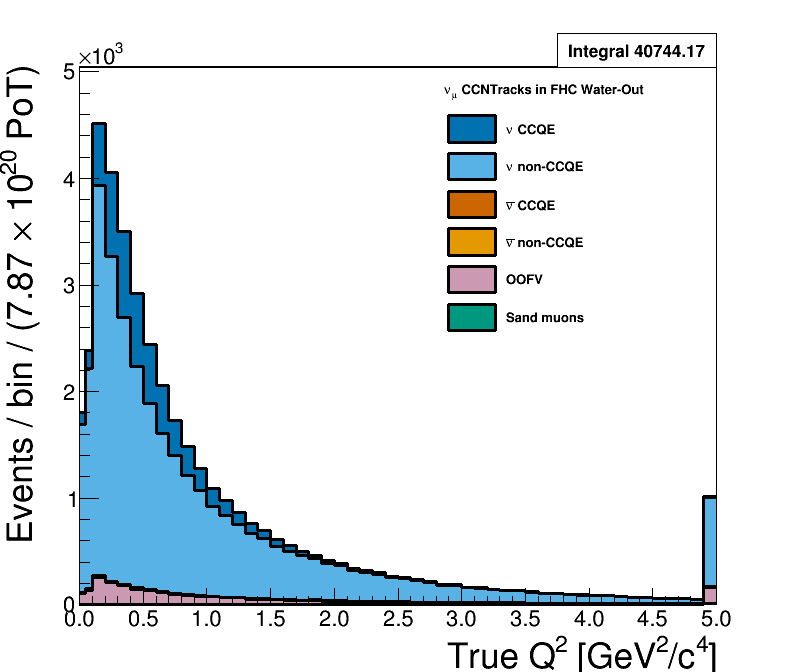 Integral 40744.17
×10³
Events / bin / (7.87 × 10²⁰ PoT)
5
4
3
2
1
0
ν_μ CCNTracks in FHC Water-Out
ν CCQE
ν non-CCQE
ν̅ CCQE
ν̅ non-CCQE
OOFV
Sand muons
0.0 0.5 1.0 1.5 2.0 2.5 3.0 3.5 4.0 4.5 5.0
True Q² [GeV²/c⁴]